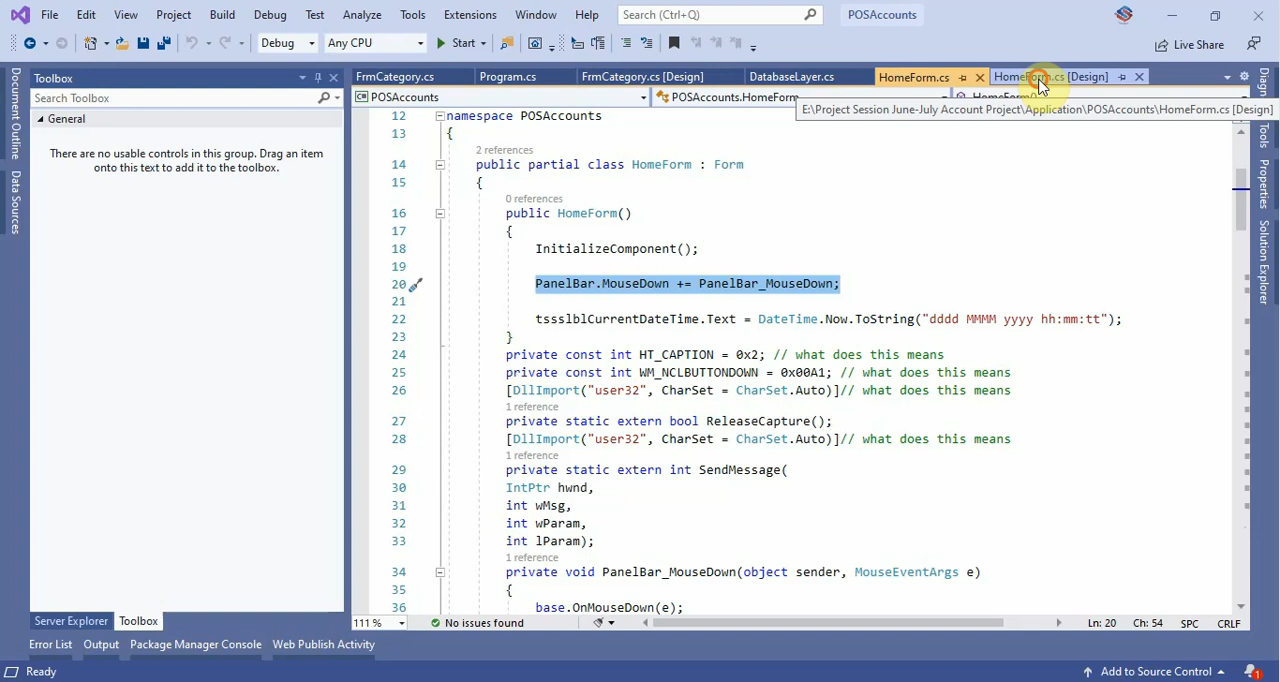 File Edit View Project Build Debug Test Analyze Tools Extensions Window Help Search (Ctrl+Q) POSAccounts
Debug Any CPU Start Live Share
Document Outline
Data Sources
Toolbox
Search Toolbox
General
There are no usable controls in this group. Drag an item
onto this text to add it to the toolbox.
Server Explorer Toolbox
FrmCategory.cs Program.cs FrmCategory.cs [Design] DatabaseLayer.cs HomeForm.cs HomeForm.cs [Design]
POSAccounts POSAccounts.HomeForm HomeForm()
E:\Project Session June-July Account Project\Application\POSAccounts\HomeForm.cs [Design]
12 namespace POSAccounts
13 {
2 references
14 public partial class HomeForm : Form
15 {
0 references
16 public HomeForm()
17 {
18 InitializeComponent();
19
20 PanelBar.MouseDown += PanelBar_MouseDown;
21
22 tssslblCurrentDateTime.Text = DateTime.Now.ToString("dddd MMMM yyyy hh:mm:tt");
23 }
24 private const int HT_CAPTION = 0x2; // what does this means
25 private const int WM_NCLBUTTONDOWN = 0x00A1; // what does this means
26 [DllImport("user32", CharSet = CharSet.Auto)]// what does this means
1 reference
27 private static extern bool ReleaseCapture();
28 [DllImport("user32", CharSet = CharSet.Auto)]// what does this means
1 reference
29 private static extern int SendMessage(
30 IntPtr hwnd,
31 int wMsg,
32 int wParam,
33 int lParam);
1 reference
34 private void PanelBar_MouseDown(object sender, MouseEventArgs e)
35 {
36 base.OnMouseDown(e);
111 % No issues found Ln: 20 Ch: 54 SPC CRLF
Tools
Properties
Solution Explorer
Error List Output Package Manager Console Web Publish Activity
Ready Add to Source Control 1